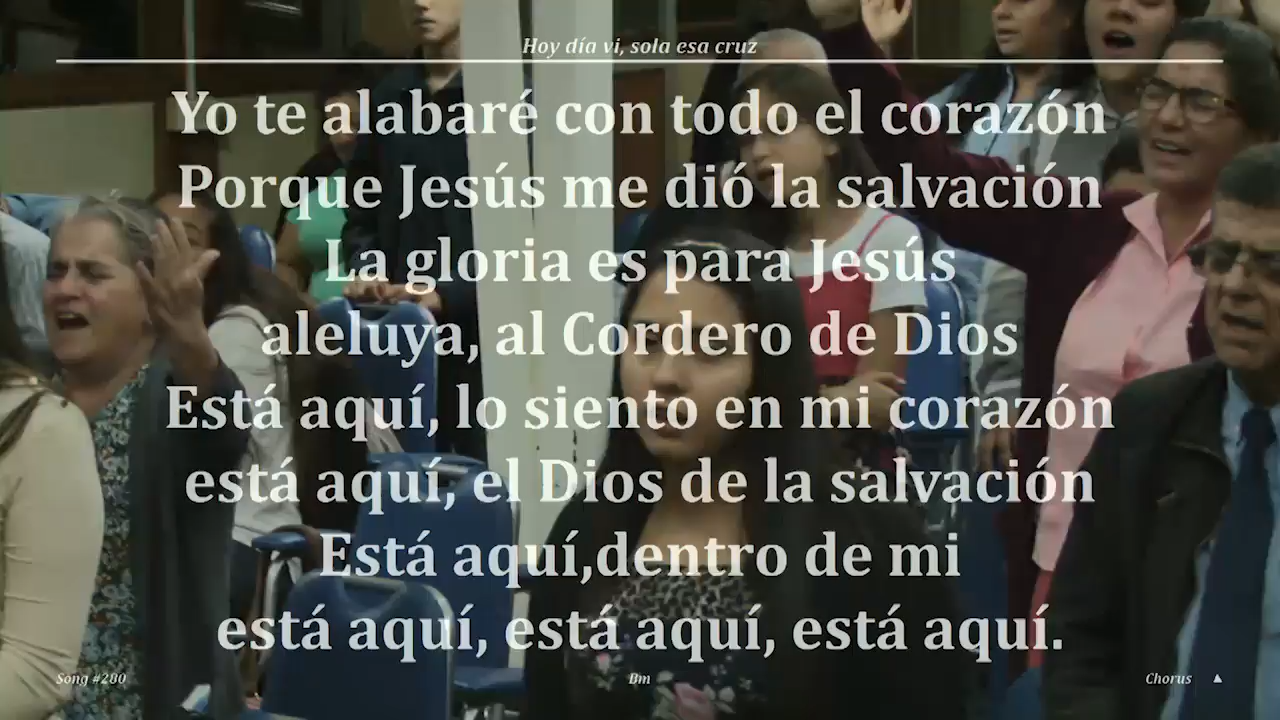 Hoy día vi, sola esa cruz
Yo te alabaré con todo el corazón
Porque Jesús me dió la salvación
La gloria es para Jesús
aleluya, al Cordero de Dios
Está aquí, lo siento en mi corazón
está aquí, el Dios de la salvación
Está aquí,dentro de mi
está aquí, está aquí, está aquí.
Song #280
Bm
Chorus ▲